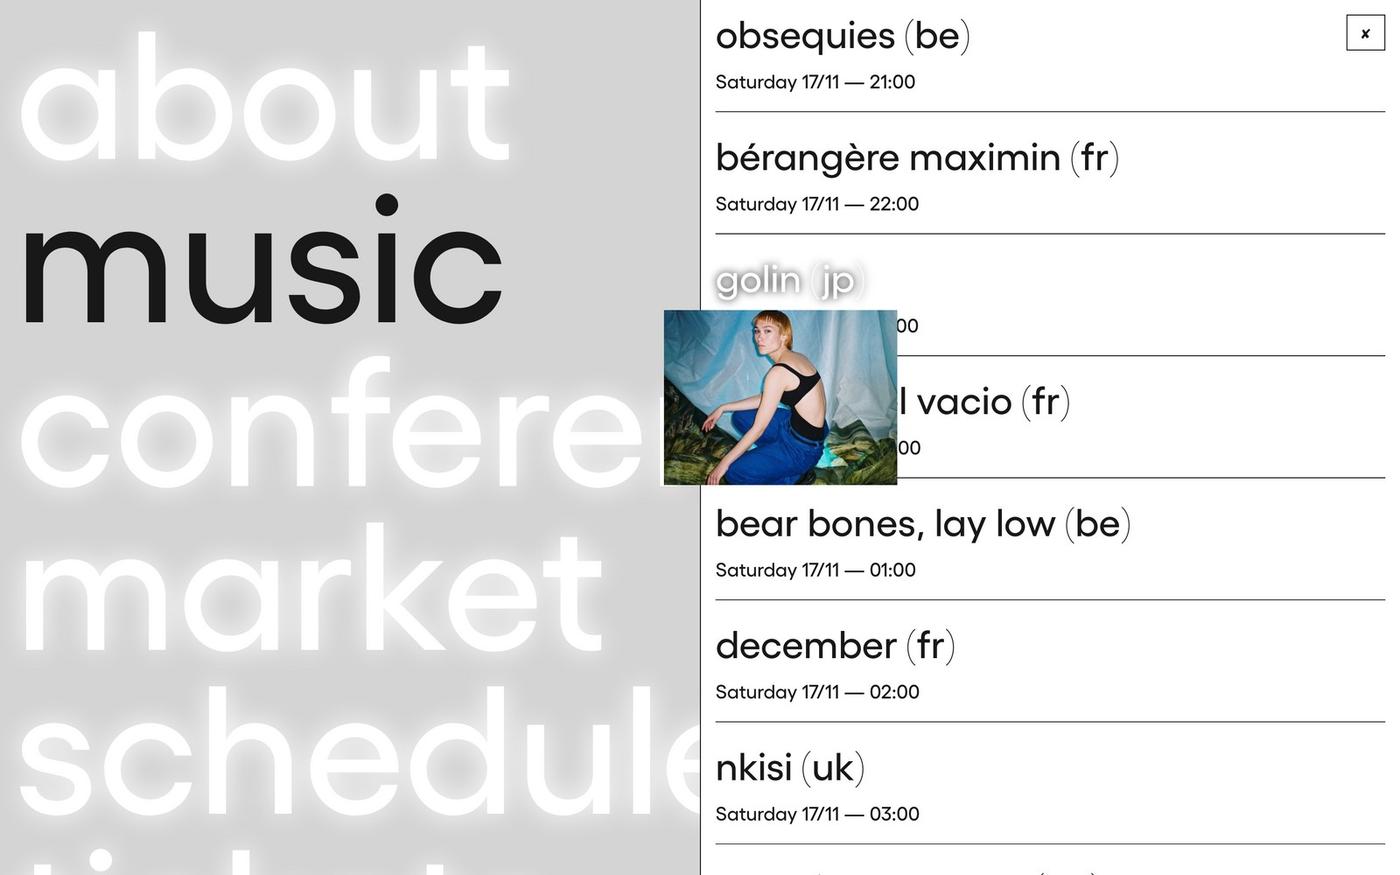 about
music
confere
market
schedule
obsequies (be)
✘
Saturday 17/11 — 21:00
bérangère maximin (fr)
Saturday 17/11 — 22:00
golin (jp)
00
l vacio (fr)
00
bear bones, lay low (be)
Saturday 17/11 — 01:00
december (fr)
Saturday 17/11 — 02:00
nkisi (uk)
Saturday 17/11 — 03:00